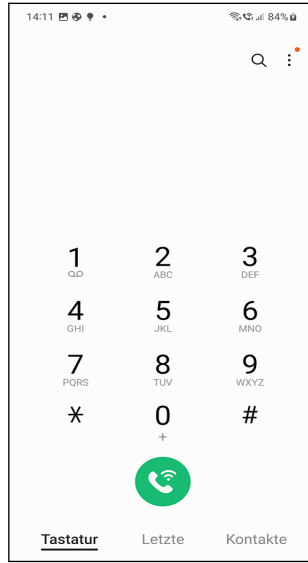 14:11 84%
1 2 3
ABC DEF
4 5 6
GHI JKL MNO
7 8 9
PQRS TUV WXYZ
* 0 #
+
Tastatur Letzte Kontakte